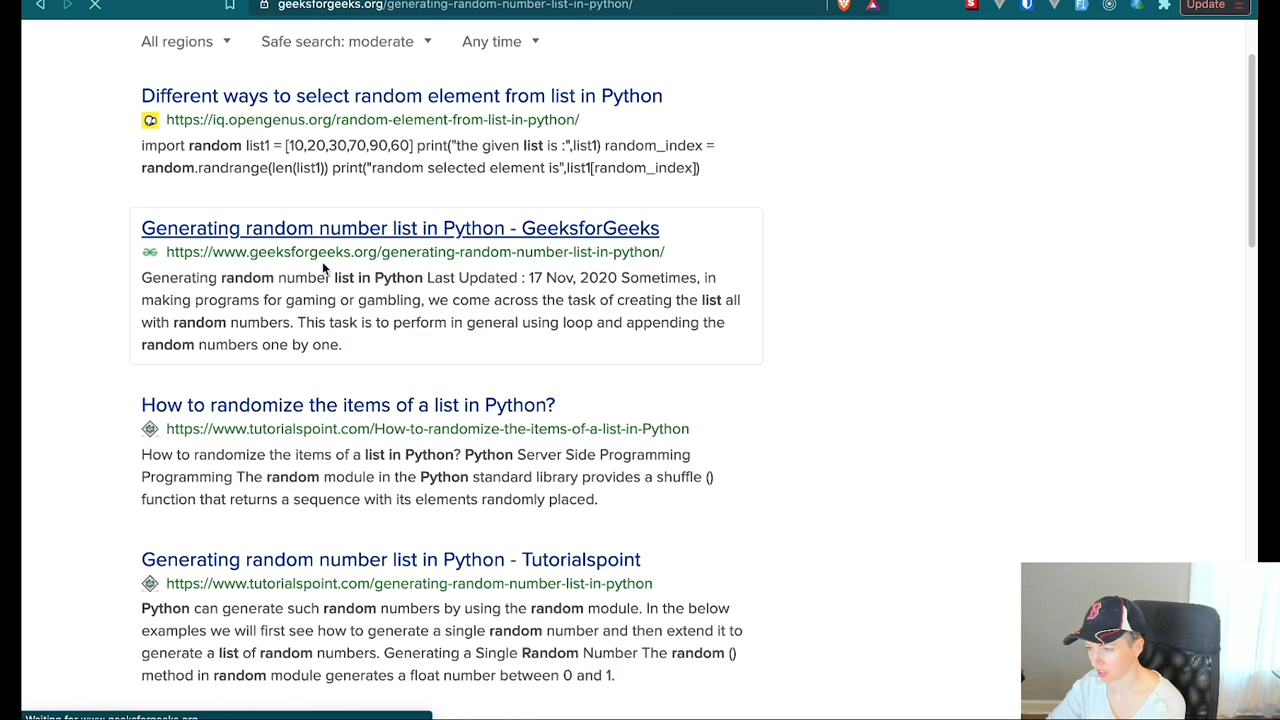 geeksforgeeks.org/generating-random-number-list-in-python/
Update
All regions Safe search: moderate Any time
Different ways to select random element from list in Python
https://iq.opengenus.org/random-element-from-list-in-python/
import random list1 = [10,20,30,70,90,60] print("the given list is :",list1) random_index =
random.randrange(len(list1)) print("random selected element is",list1[random_index])
Generating random number list in Python - GeeksforGeeks
https://www.geeksforgeeks.org/generating-random-number-list-in-python/
Generating random number list in Python Last Updated : 17 Nov, 2020 Sometimes, in
making programs for gaming or gambling, we come across the task of creating the list all
with random numbers. This task is to perform in general using loop and appending the
random numbers one by one.
How to randomize the items of a list in Python?
https://www.tutorialspoint.com/How-to-randomize-the-items-of-a-list-in-Python
How to randomize the items of a list in Python? Python Server Side Programming
Programming The random module in the Python standard library provides a shuffle ()
function that returns a sequence with its elements randomly placed.
Generating random number list in Python - Tutorialspoint
https://www.tutorialspoint.com/generating-random-number-list-in-python
Python can generate such random numbers by using the random module. In the below
examples we will first see how to generate a single random number and then extend it to
generate a list of random numbers. Generating a Single Random Number The random ()
method in random module generates a float number between 0 and 1.
Waiting for www.geeksforgeeks.org